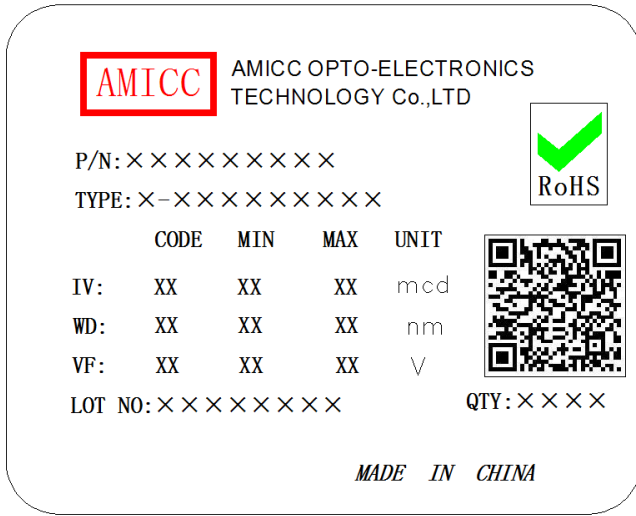 AMICC
AMICC OPTO-ELECTRONICS
TECHNOLOGY Co.,LTD
P/N:×××××××××
TYPE:×-×××××××××
RoHS
CODE MIN MAX UNIT
IV: XX XX XX mcd
WD: XX XX XX nm
VF: XX XX XX V
LOT NO:××××××××
QTY:××××
MADE IN CHINA